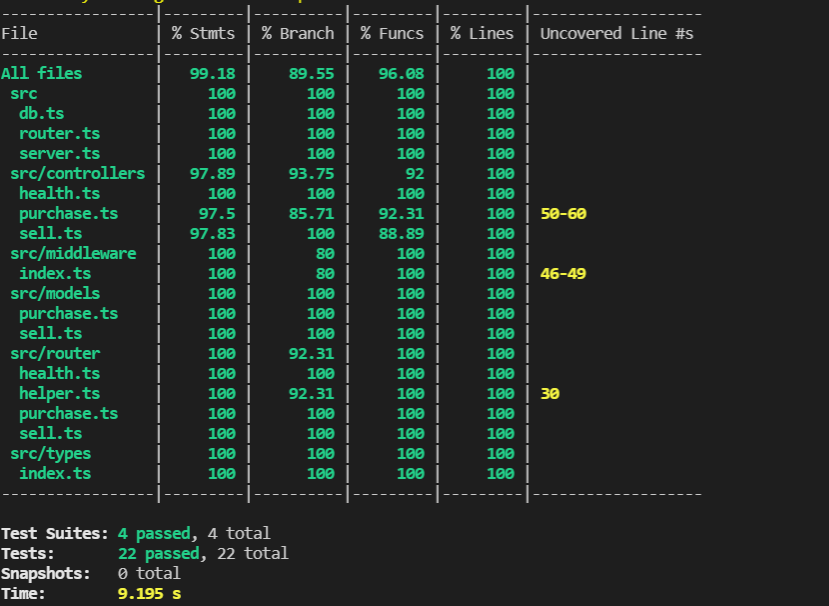 -----------------|---------|----------|---------|---------|-------------------
File             | % Stmts | % Branch | % Funcs | % Lines | Uncovered Line #s
-----------------|---------|----------|---------|---------|-------------------
All files        |   99.18 |    89.55 |   96.08 |     100 |
 src             |     100 |      100 |     100 |     100 |
  db.ts          |     100 |      100 |     100 |     100 |
  router.ts      |     100 |      100 |     100 |     100 |
  server.ts      |     100 |      100 |     100 |     100 |
 src/controllers |   97.89 |    93.75 |      92 |     100 |
  health.ts      |     100 |      100 |     100 |     100 |
  purchase.ts    |    97.5 |    85.71 |   92.31 |     100 | 50-60
  sell.ts        |   97.83 |      100 |   88.89 |     100 |
 src/middleware  |     100 |       80 |     100 |     100 |
  index.ts       |     100 |       80 |     100 |     100 | 46-49
 src/models      |     100 |      100 |     100 |     100 |
  purchase.ts    |     100 |      100 |     100 |     100 |
  sell.ts        |     100 |      100 |     100 |     100 |
 src/router      |     100 |    92.31 |     100 |     100 |
  health.ts      |     100 |      100 |     100 |     100 |
  helper.ts      |     100 |    92.31 |     100 |     100 | 30
  purchase.ts    |     100 |      100 |     100 |     100 |
  sell.ts        |     100 |      100 |     100 |     100 |
 src/types       |     100 |      100 |     100 |     100 |
  index.ts       |     100 |      100 |     100 |     100 |
-----------------|---------|----------|---------|---------|-------------------
Test Suites: 4 passed, 4 total
Tests:       22 passed, 22 total
Snapshots:   0 total
Time:        9.195 s